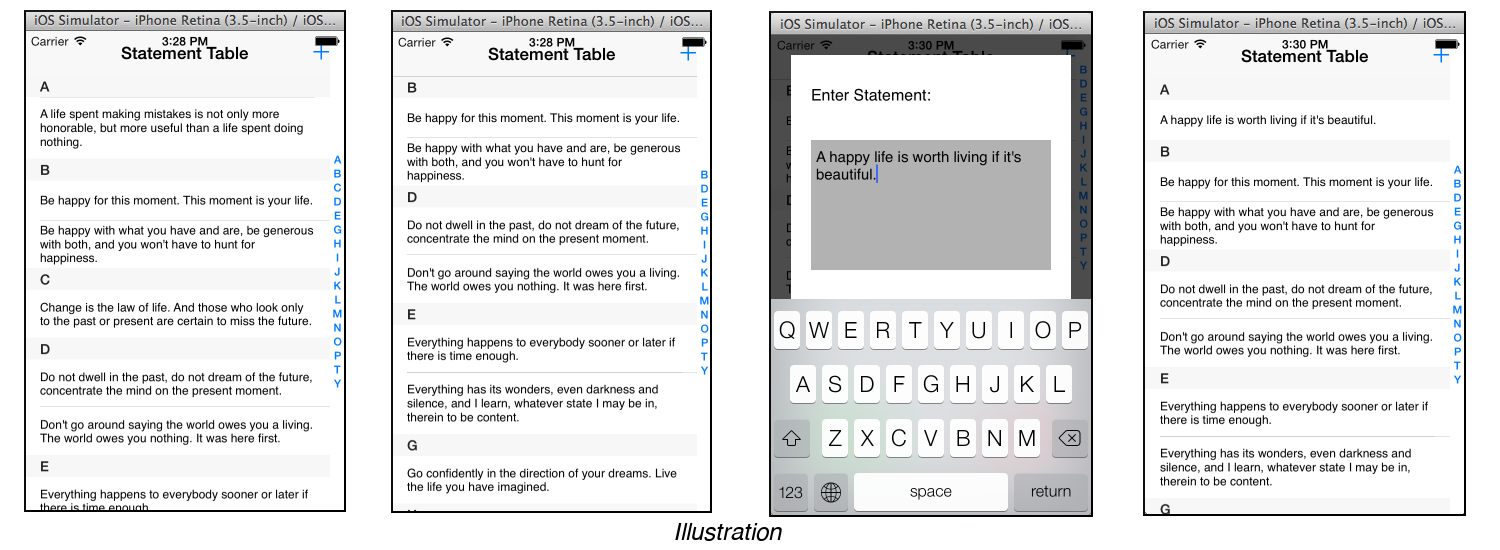 iOS Simulator – iPhone Retina (3.5-inch) / iOS...
Carrier 3:28 PM
Statement Table
+
A
A life spent making mistakes is not only more
honorable, but more useful than a life spent doing
nothing.
B
Be happy for this moment. This moment is your life.
Be happy with what you have and are, be generous
with both, and you won't have to hunt for
happiness.
C
Change is the law of life. And those who look only
to the past or present are certain to miss the future.
D
Do not dwell in the past, do not dream of the future,
concentrate the mind on the present moment.
Don't go around saying the world owes you a living.
The world owes you nothing. It was here first.
E
Everything happens to everybody sooner or later if
there is time enough.
A
B
C
D
E
G
H
I
J
K
L
M
N
O
P
T
Y
iOS Simulator – iPhone Retina (3.5-inch) / iOS...
Carrier 3:28 PM
Statement Table
+
B
Be happy for this moment. This moment is your life.
Be happy with what you have and are, be generous
with both, and you won't have to hunt for
happiness.
D
Do not dwell in the past, do not dream of the future,
concentrate the mind on the present moment.
Don't go around saying the world owes you a living.
The world owes you nothing. It was here first.
E
Everything happens to everybody sooner or later if
there is time enough.
Everything has its wonders, even darkness and
silence, and I learn, whatever state I may be in,
therein to be content.
G
Go confidently in the direction of your dreams. Live
the life you have imagined.
B
D
E
G
H
I
J
K
L
M
N
O
P
T
Y
iOS Simulator – iPhone Retina (3.5-inch) / iOS...
Carrier 3:30 PM
Statement Table
Enter Statement:
A happy life is worth living if it's
beautiful.
B
D
E
G
H
I
J
K
L
M
N
O
P
T
Y
Q W E R T Y U I O P
A S D F G H J K L
Z X C V B N M
123 space return
iOS Simulator – iPhone Retina (3.5-inch) / iOS...
Carrier 3:30 PM
Statement Table
+
A
A happy life is worth living if it's beautiful.
B
Be happy for this moment. This moment is your life.
Be happy with what you have and are, be generous
with both, and you won't have to hunt for
happiness.
D
Do not dwell in the past, do not dream of the future,
concentrate the mind on the present moment.
Don't go around saying the world owes you a living.
The world owes you nothing. It was here first.
E
Everything happens to everybody sooner or later if
there is time enough.
Everything has its wonders, even darkness and
silence, and I learn, whatever state I may be in,
therein to be content.
G
A
B
D
E
G
H
I
J
K
L
M
N
O
P
T
Y
Illustration